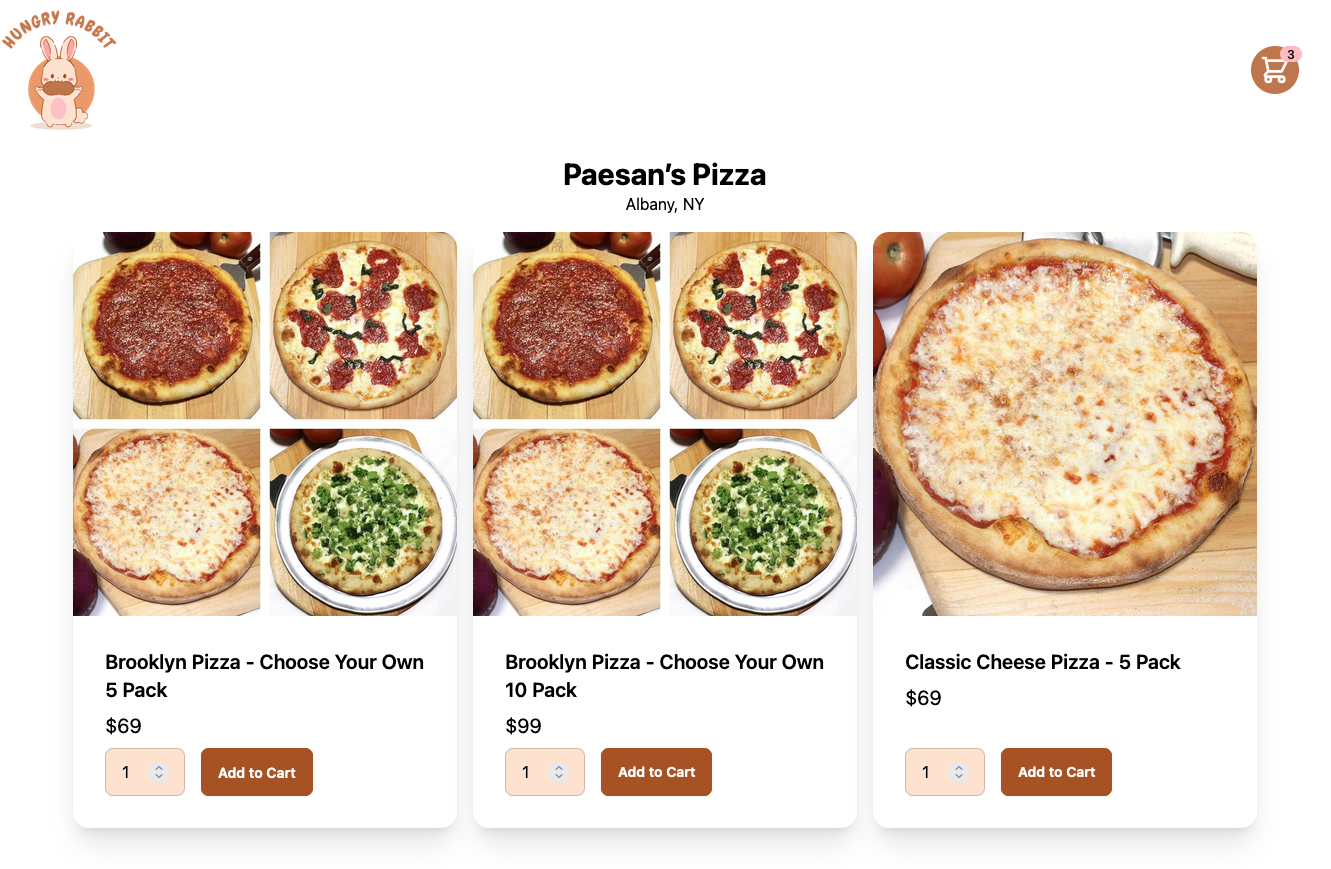 HUNGRY RABBIT
3
Paesan’s Pizza
Albany, NY
Brooklyn Pizza - Choose Your Own
5 Pack
$69
1
Add to Cart
Brooklyn Pizza - Choose Your Own
10 Pack
$99
1
Add to Cart
Classic Cheese Pizza - 5 Pack
$69
1
Add to Cart